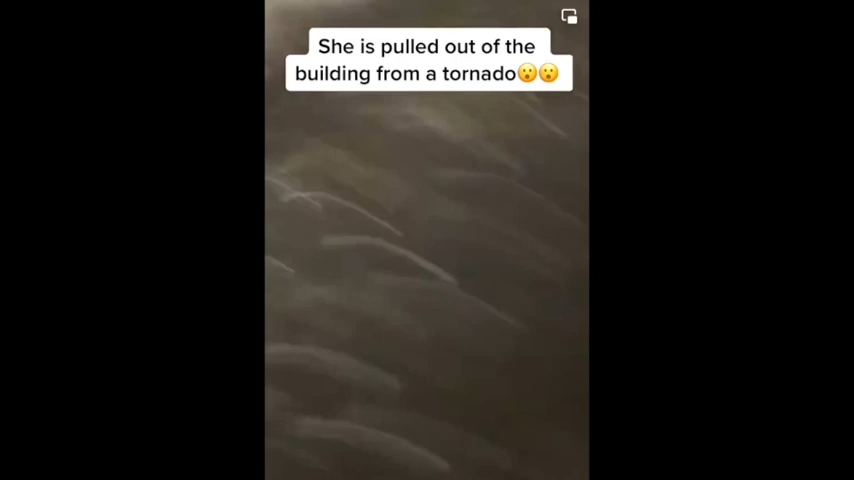 She is pulled out of the
building from a tornado😮😮